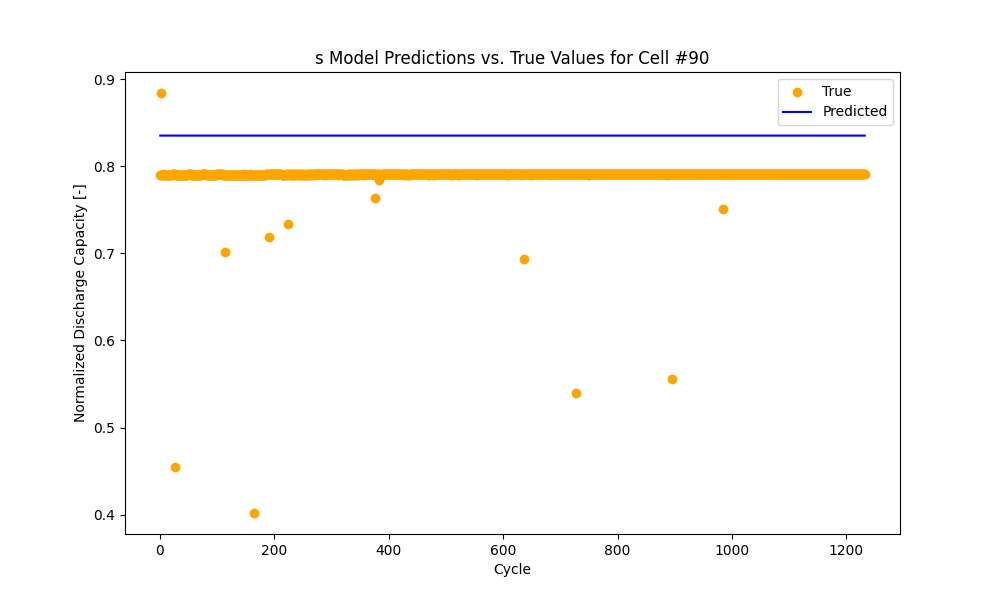 s Model Predictions vs. True Values for Cell #90
True
Predicted
Normalized Discharge Capacity [-]
0.9
0.8
0.7
0.6
0.5
0.4
0
200
400
600
800
1000
1200
Cycle